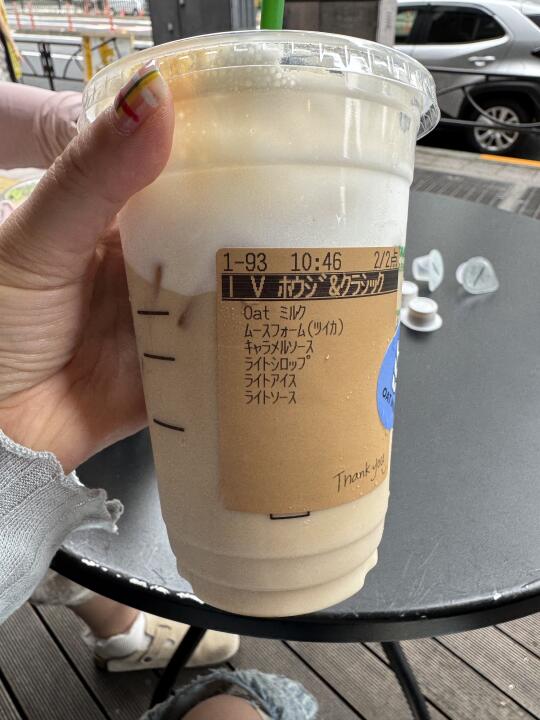 1-93 10:46 2/2点
I V ホウジ&クラシック
Oat ミルク
ムースフォーム(ツイカ)
キャラメルソース
ライトシロップ
ライトアイス
ライトソース
Thank you
OAT